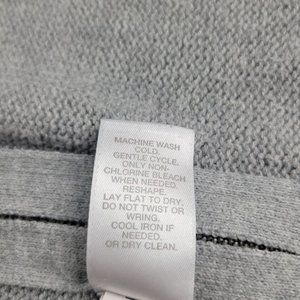 MACHINE WASH
COLD.
GENTLE CYCLE.
ONLY NON-
CHLORINE BLEACH
WHEN NEEDED.
RESHAPE.
LAY FLAT TO DRY.
DO NOT TWIST OR
WRING.
COOL IRON IF
NEEDED.
OR DRY CLEAN.